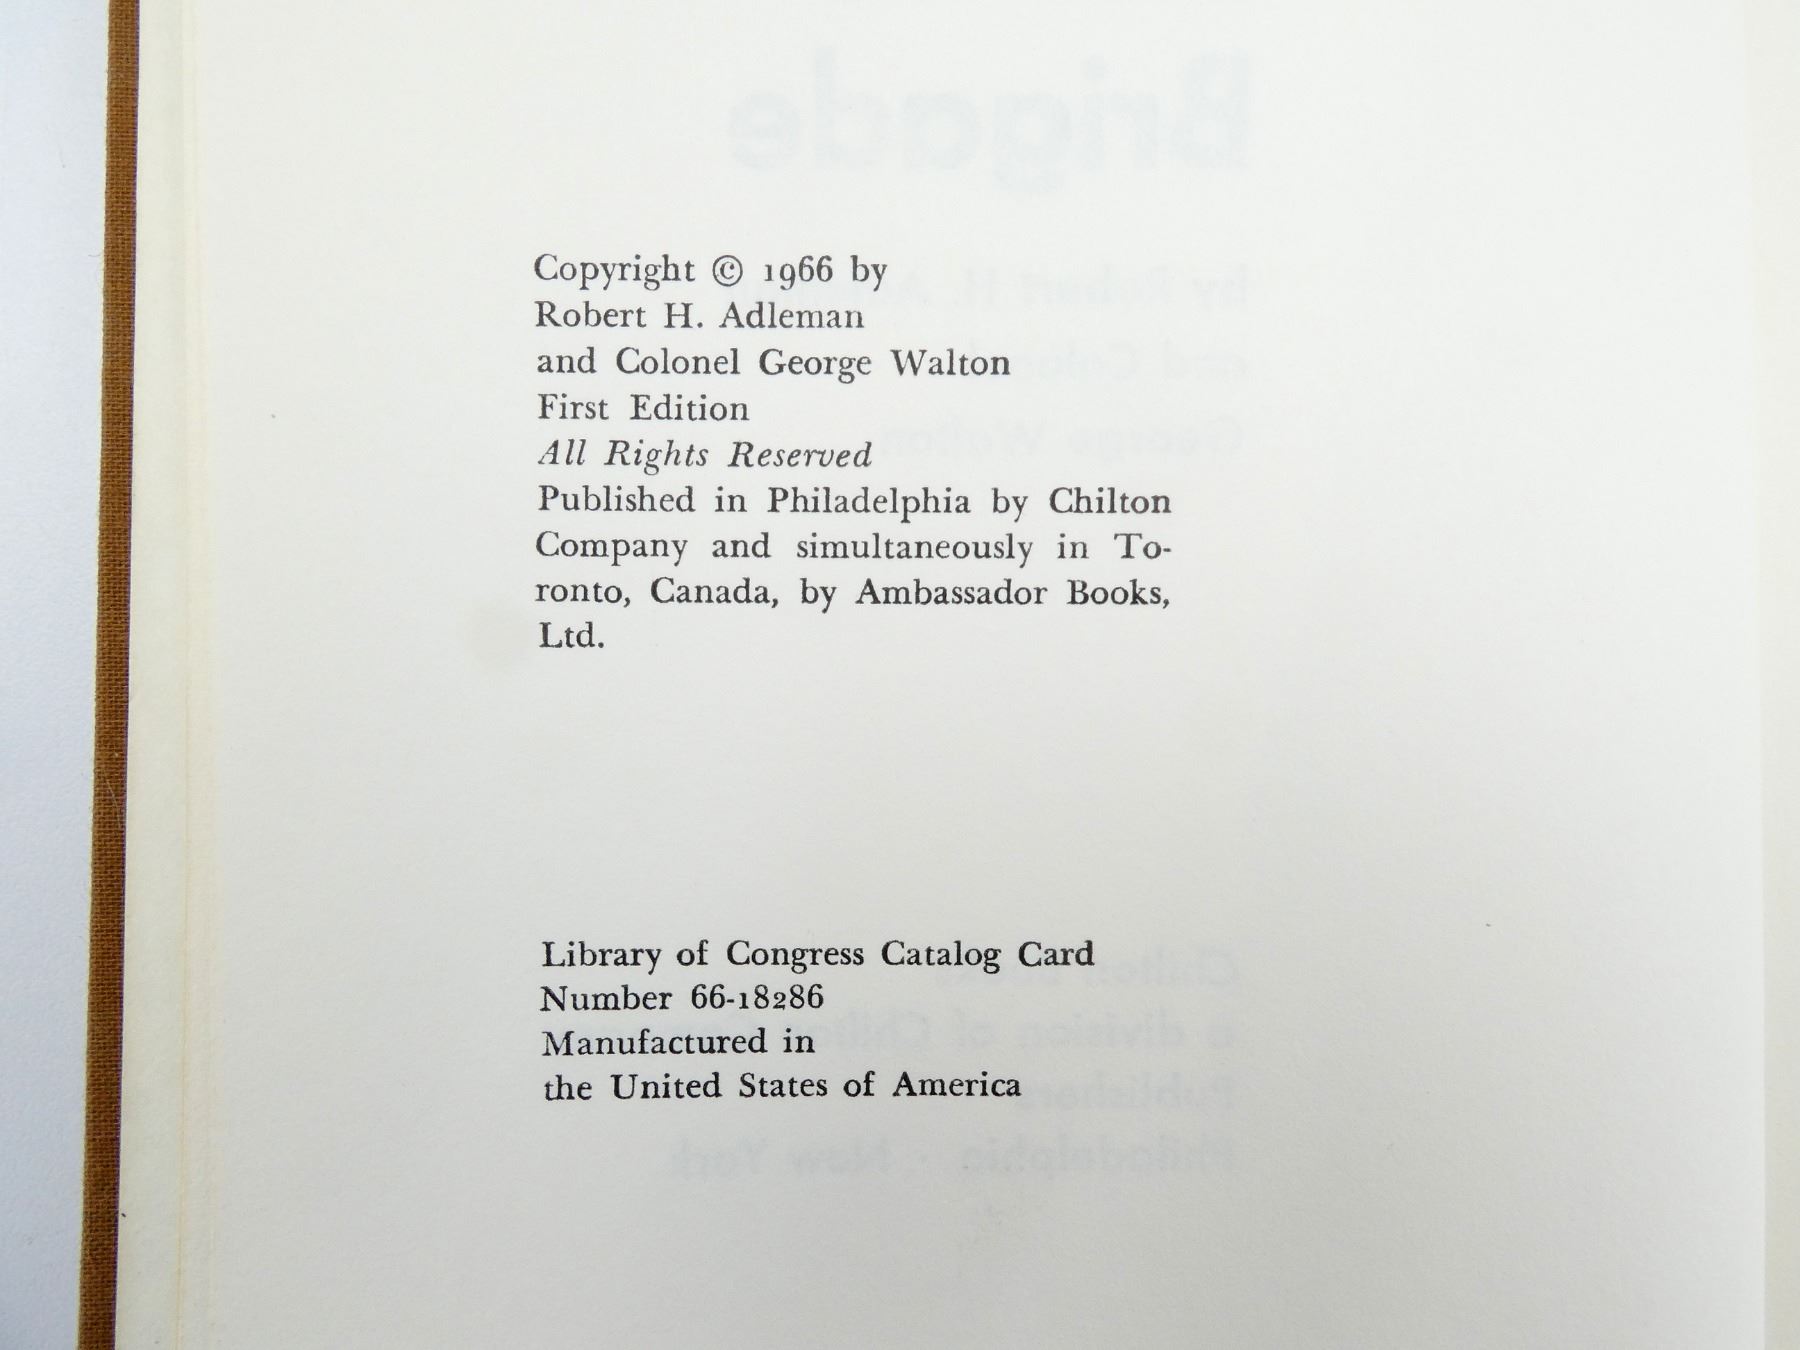 Copyright © 1966 by
Robert H. Adleman
and Colonel George Walton
First Edition
All Rights Reserved
Published in Philadelphia by Chilton
Company and simultaneously in To-
ronto, Canada, by Ambassador Books,
Ltd.
Library of Congress Catalog Card
Number 66-18286
Manufactured in
the United States of America